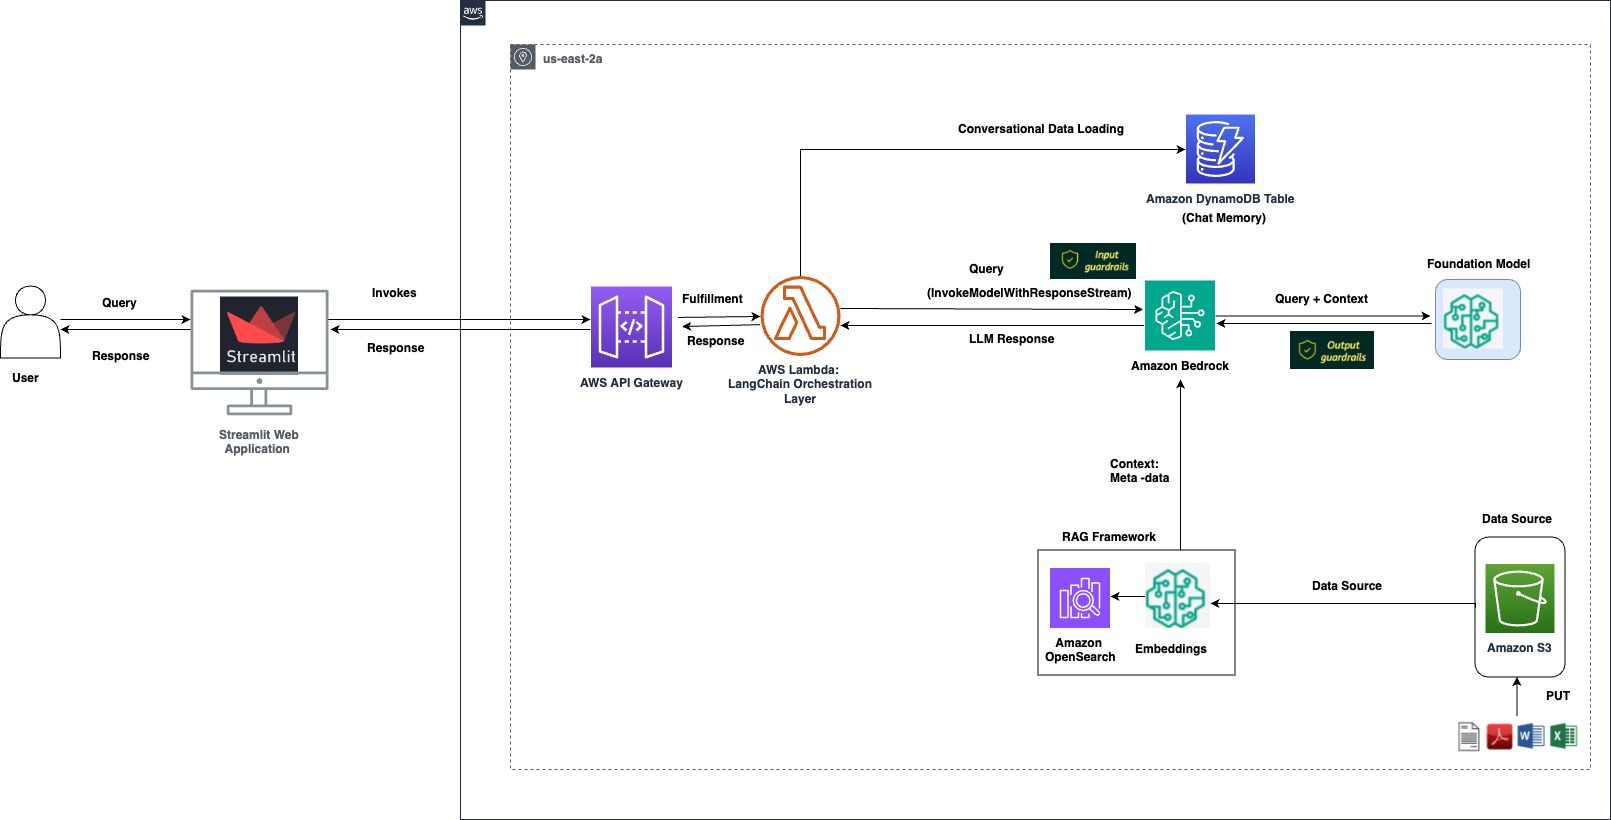 aws
us-east-2a
Conversational Data Loading
Amazon DynamoDB Table
(Chat Memory)
Input
guardrails
Query
(InvokeModelWithResponseStream)
Foundation Model
Query
Invokes
Fulfillment
Query + Context
Streamlit
Response
Response
Response
LLM Response
Output
guardrails
User
AWS API Gateway
AWS Lambda:
LangChain Orchestration
Layer
Amazon Bedrock
Streamlit Web
Application
Context:
Meta -data
RAG Framework
Data Source
Data Source
Amazon
OpenSearch
Embeddings
Amazon S3
PUT
W
X